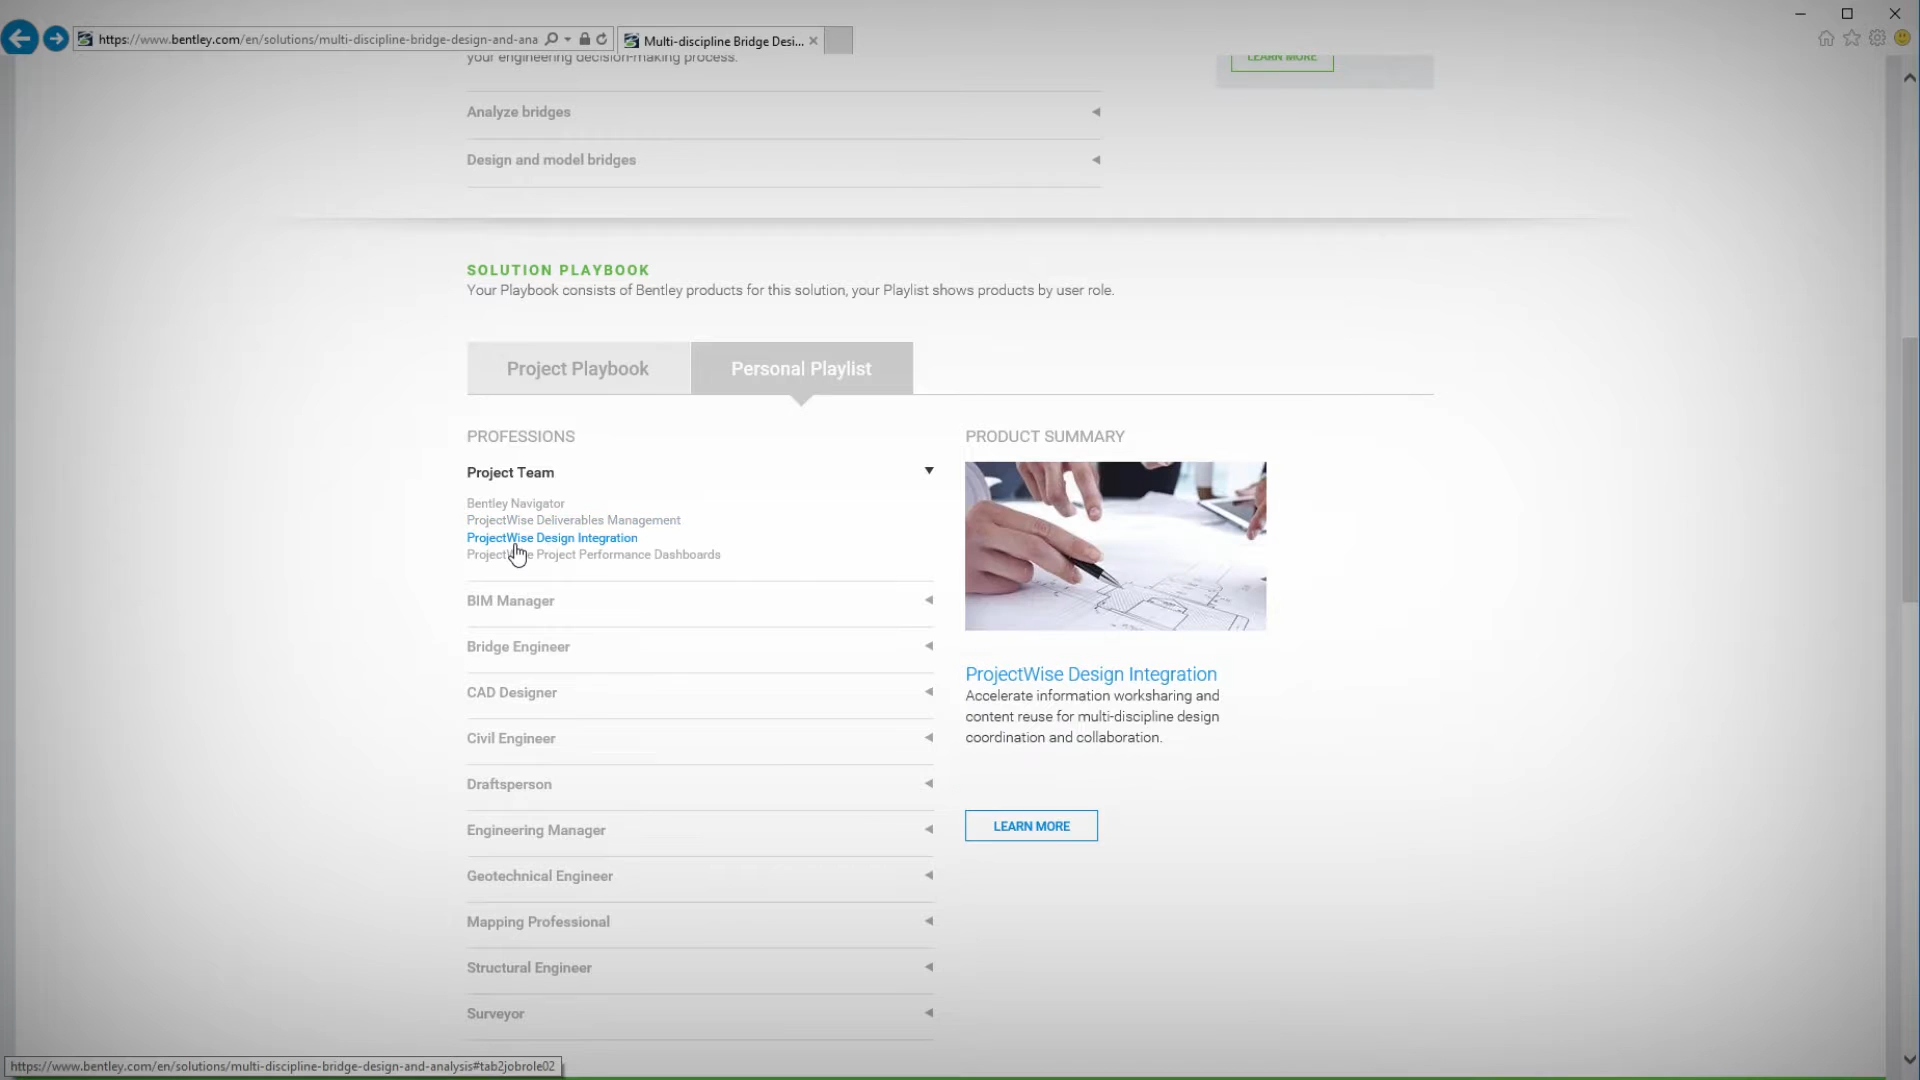 https://www.bentley.com/en/solutions/multi-discipline-bridge-design-and-ana
Multi-discipline Bridge Desi...
your engineering decision-making process.
LEARN MORE
Analyze bridges
Design and model bridges
SOLUTION PLAYBOOK
Your Playbook consists of Bentley products for this solution, your Playlist shows products by user role.
Project Playbook
Personal Playlist
PROFESSIONS
PRODUCT SUMMARY
Project Team
Bentley Navigator
ProjectWise Deliverables Management
ProjectWise Design Integration
ProjectWise Project Performance Dashboards
BIM Manager
Bridge Engineer
CAD Designer
Civil Engineer
Draftsperson
Engineering Manager
Geotechnical Engineer
Mapping Professional
Structural Engineer
Surveyor
ProjectWise Design Integration
Accelerate information worksharing and
content reuse for multi-discipline design
coordination and collaboration.
LEARN MORE
https://www.bentley.com/en/solutions/multi-discipline-bridge-design-and-analysis#tab2jobrole02